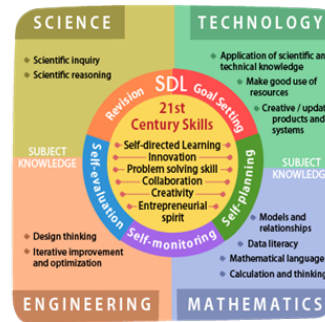 SCIENCE
Scientific inquiry
Scientific reasoning
TECHNOLOGY
Application of scientific an
technical knowledge
Make good use of
resources
Creative / updat
products and
systems
SUBJECT
KNOWLEDGE
SUBJECT
KNOWLEDGE
SDL
Goal Setting
Self-planning
Self-monitoring
Self-evaluation
Revision
21st
Century Skills
Self-directed Learning
Innovation
Problem solving skill
Collaboration
Creativity
Entrepreneurial
spirit
Design thinking
Iterative improvement
and optimization
ENGINEERING
Models and
relationships
Data literacy
Mathematical language
Calculation and thinking
MATHEMATICS